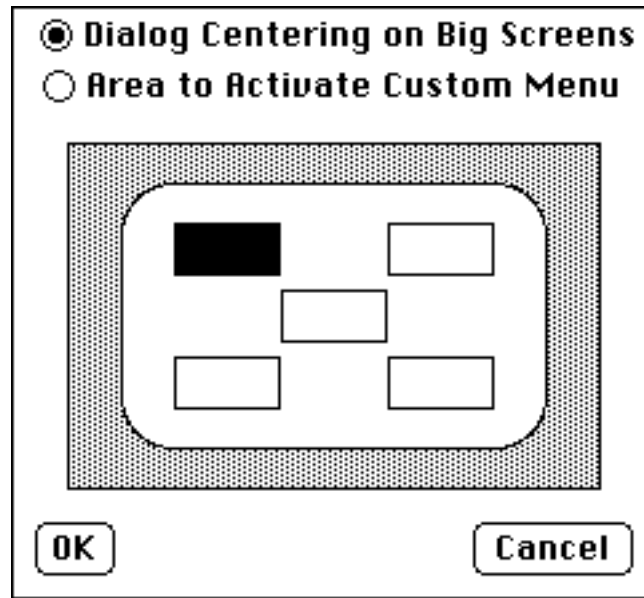 Dialog Centering on Big Screens
Area to Activate Custom Menu
OK
Cancel